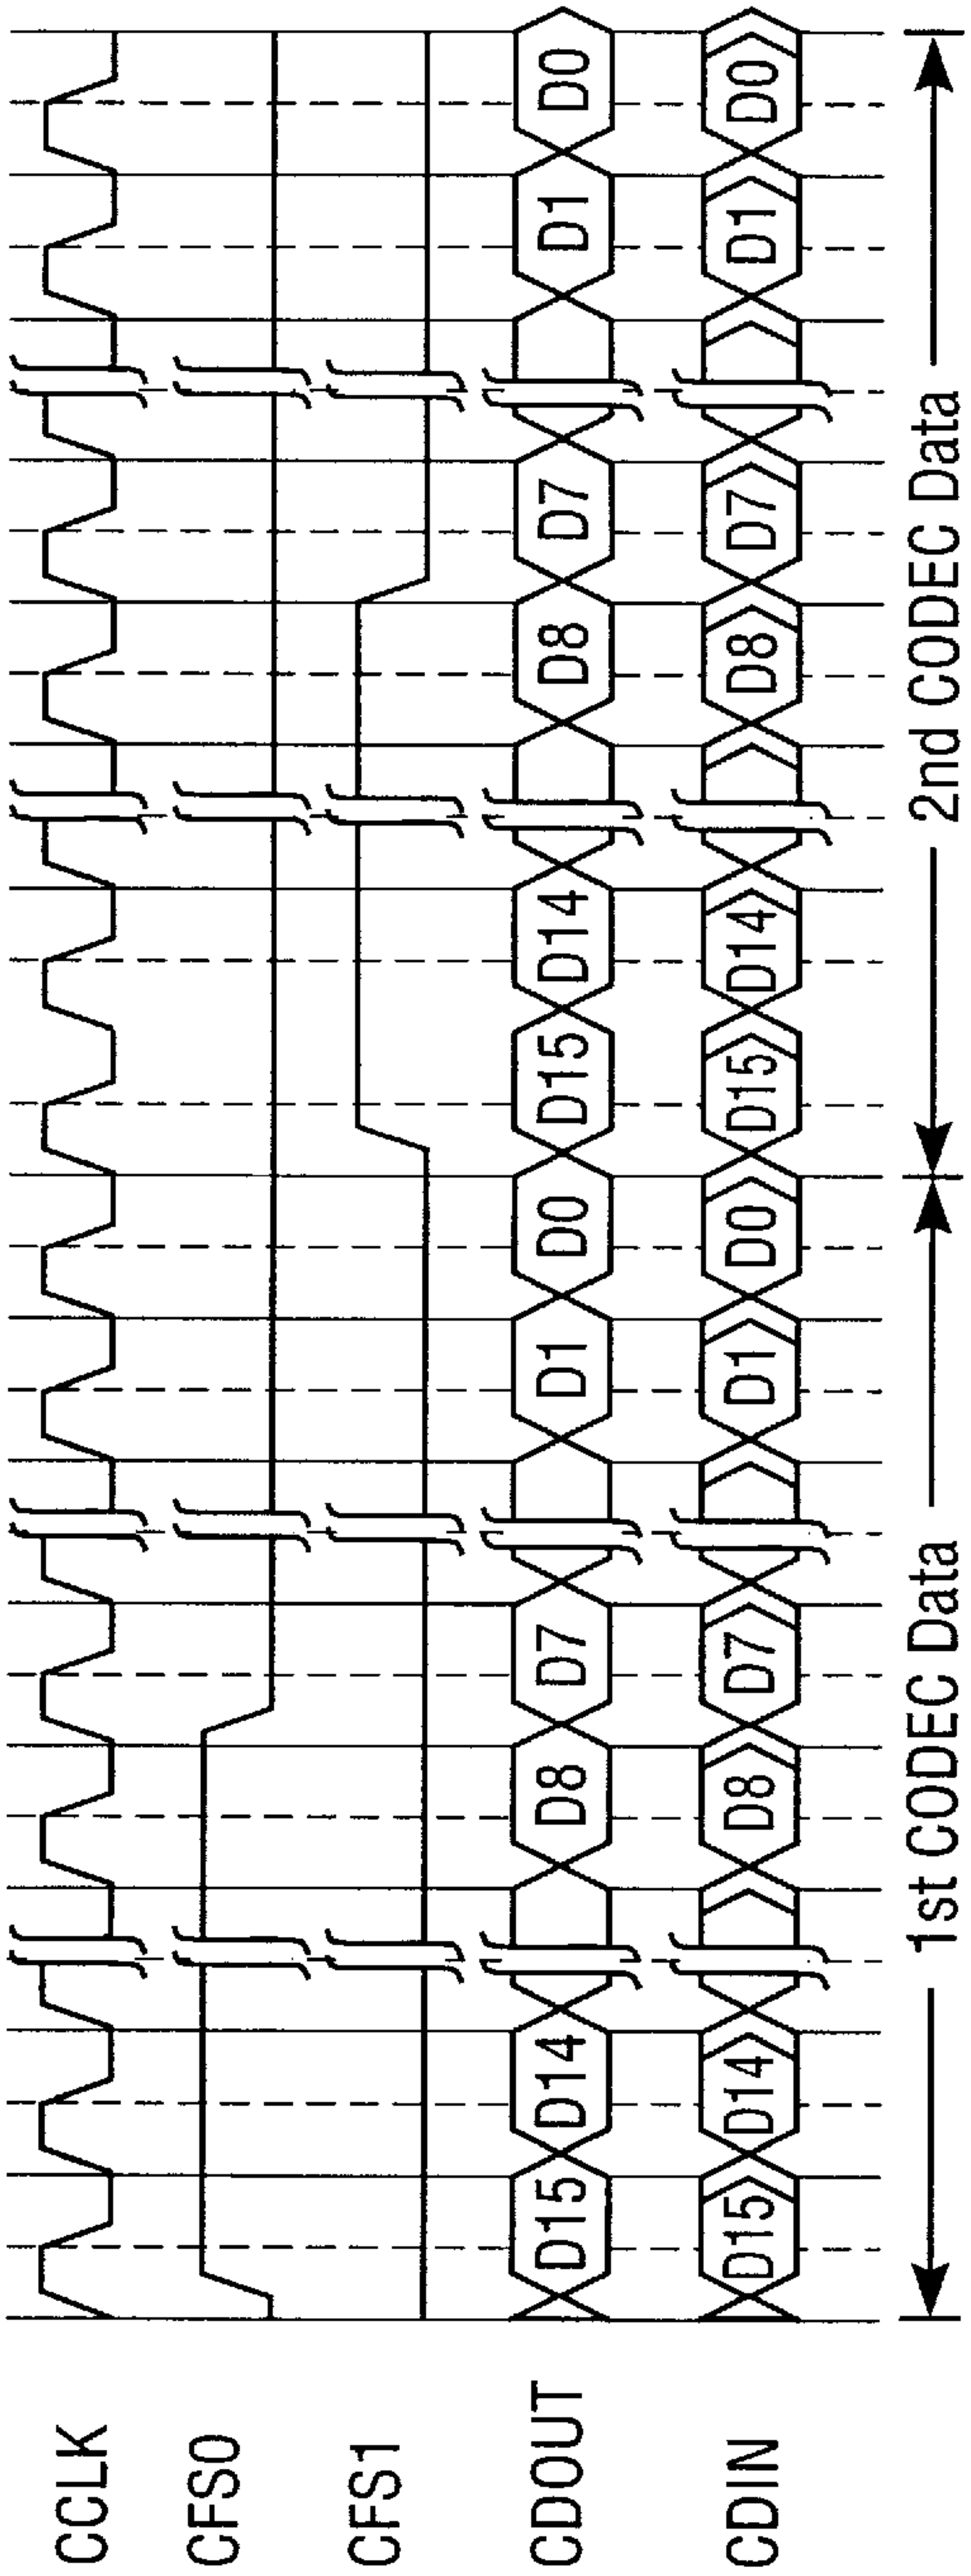 CCLK
CFS0
CFS1
CDOUT D15 D14 D8 D7 D1 D0 D15 D14 D8 D7 D1 D0
CDIN D15 D14 D8 D7 D1 D0 D15 D14 D8 D7 D1 D0
1st CODEC Data 2nd CODEC Data